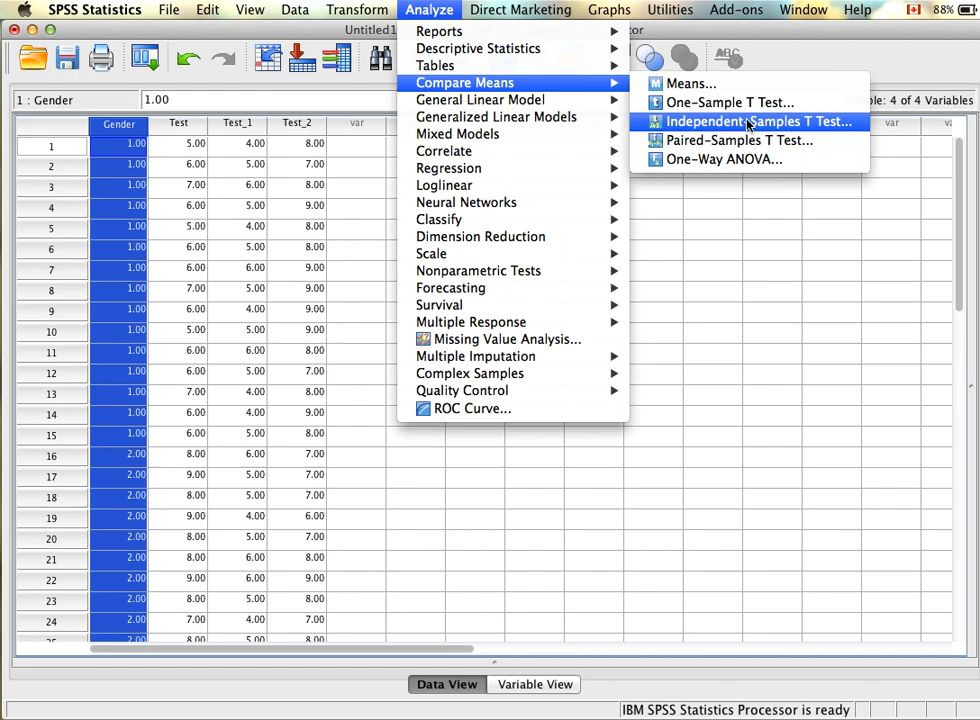 SPSS Statistics File Edit View Data Transform Analyze Direct Marketing Graphs Utilities Add-ons Window Help 88%
Untitled1 tor
ABC
1 : Gender 1.00 ple: 4 of 4 Variables
Gender Test Test_1 Test_2 var var va
1 1.00 5.00 4.00 8.00
2 1.00 6.00 5.00 7.00
3 1.00 7.00 6.00 8.00
4 1.00 6.00 5.00 9.00
5 1.00 5.00 4.00 8.00
6 1.00 6.00 5.00 8.00
7 1.00 6.00 6.00 9.00
8 1.00 7.00 5.00 9.00
9 1.00 6.00 4.00 8.00
10 1.00 5.00 5.00 9.00
11 1.00 6.00 6.00 8.00
12 1.00 6.00 5.00 7.00
13 1.00 7.00 4.00 8.00
14 1.00 6.00 4.00 9.00
15 1.00 6.00 5.00 8.00
16 2.00 8.00 6.00 7.00
17 2.00 9.00 5.00 7.00
18 2.00 8.00 5.00 7.00
19 2.00 9.00 4.00 6.00
20 2.00 8.00 5.00 7.00
21 2.00 8.00 6.00 8.00
22 2.00 9.00 6.00 9.00
23 2.00 8.00 5.00 8.00
24 2.00 7.00 4.00 7.00
2.00 8.00 5.00 8.00
Reports
Descriptive Statistics
Tables
Compare Means
General Linear Model
Generalized Linear Models
Mixed Models
Correlate
Regression
Loglinear
Neural Networks
Classify
Dimension Reduction
Scale
Nonparametric Tests
Forecasting
Survival
Multiple Response
Missing Value Analysis...
Multiple Imputation
Complex Samples
Quality Control
ROC Curve...
M Means...
t One-Sample T Test...
Independent-Samples T Test...
Paired-Samples T Test...
One-Way ANOVA...
Data View Variable View
IBM SPSS Statistics Processor is ready